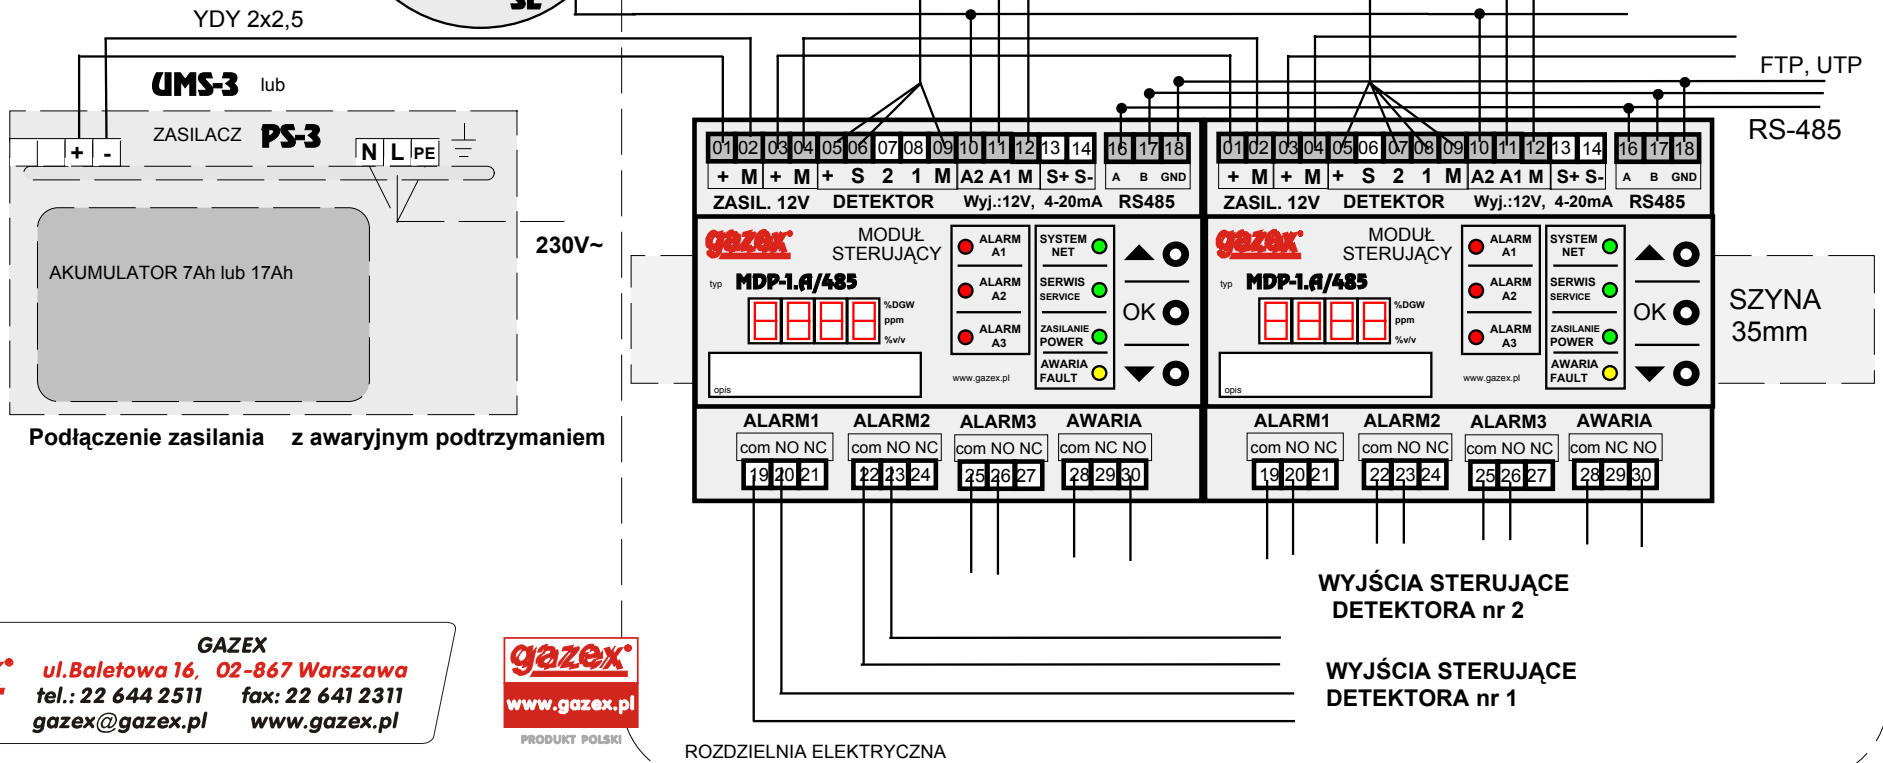 SL
YDY 2x2,5
UMS-3 lub
ZASILACZ PS-3
+ -
N L PE
AKUMULATOR 7Ah lub 17Ah
230V~
Podłączenie zasilania z awaryjnym podtrzymaniem
FTP, UTP
RS-485
01 02 03 04 05 06 07 08 09 10 11 12 13 14 16 17 18
+ M + M + S 2 1 M A2 A1 M S+ S- A B GND
ZASIL. 12V DETEKTOR Wyj.:12V, 4-20mA RS485
gazex
MODUŁ
STERUJĄCY
typ MDP-1.A/485
%DGW
ppm
%v/v
opis
ALARM
A1
ALARM
A2
ALARM
A3
www.gazex.pl
SYSTEM
NET
SERWIS
SERVICE
ZASILANIE
POWER
AWARIA
FAULT
OK
ALARM1 ALARM2 ALARM3 AWARIA
com NO NC com NO NC com NO NC com NC NO
19 20 21 22 23 24 25 26 27 28 29 30
01 02 03 04 05 06 07 08 09 10 11 12 13 14 16 17 18
+ M + M + S 2 1 M A2 A1 M S+ S- A B GND
ZASIL. 12V DETEKTOR Wyj.:12V, 4-20mA RS485
gazex
MODUŁ
STERUJĄCY
typ MDP-1.A/485
%DGW
ppm
%v/v
opis
ALARM
A1
ALARM
A2
ALARM
A3
www.gazex.pl
SYSTEM
NET
SERWIS
SERVICE
ZASILANIE
POWER
AWARIA
FAULT
OK
ALARM1 ALARM2 ALARM3 AWARIA
com NO NC com NO NC com NO NC com NC NO
19 20 21 22 23 24 25 26 27 28 29 30
SZYNA
35mm
WYJŚCIA STERUJĄCE
DETEKTORA nr 2
WYJŚCIA STERUJĄCE
DETEKTORA nr 1
GAZEX
ul.Baletowa 16, 02-867 Warszawa
tel.: 22 644 2511 fax: 22 641 2311
gazex@gazex.pl www.gazex.pl
gazex
www.gazex.pl
PRODUKT POLSKI
ROZDZIELNIA ELEKTRYCZNA